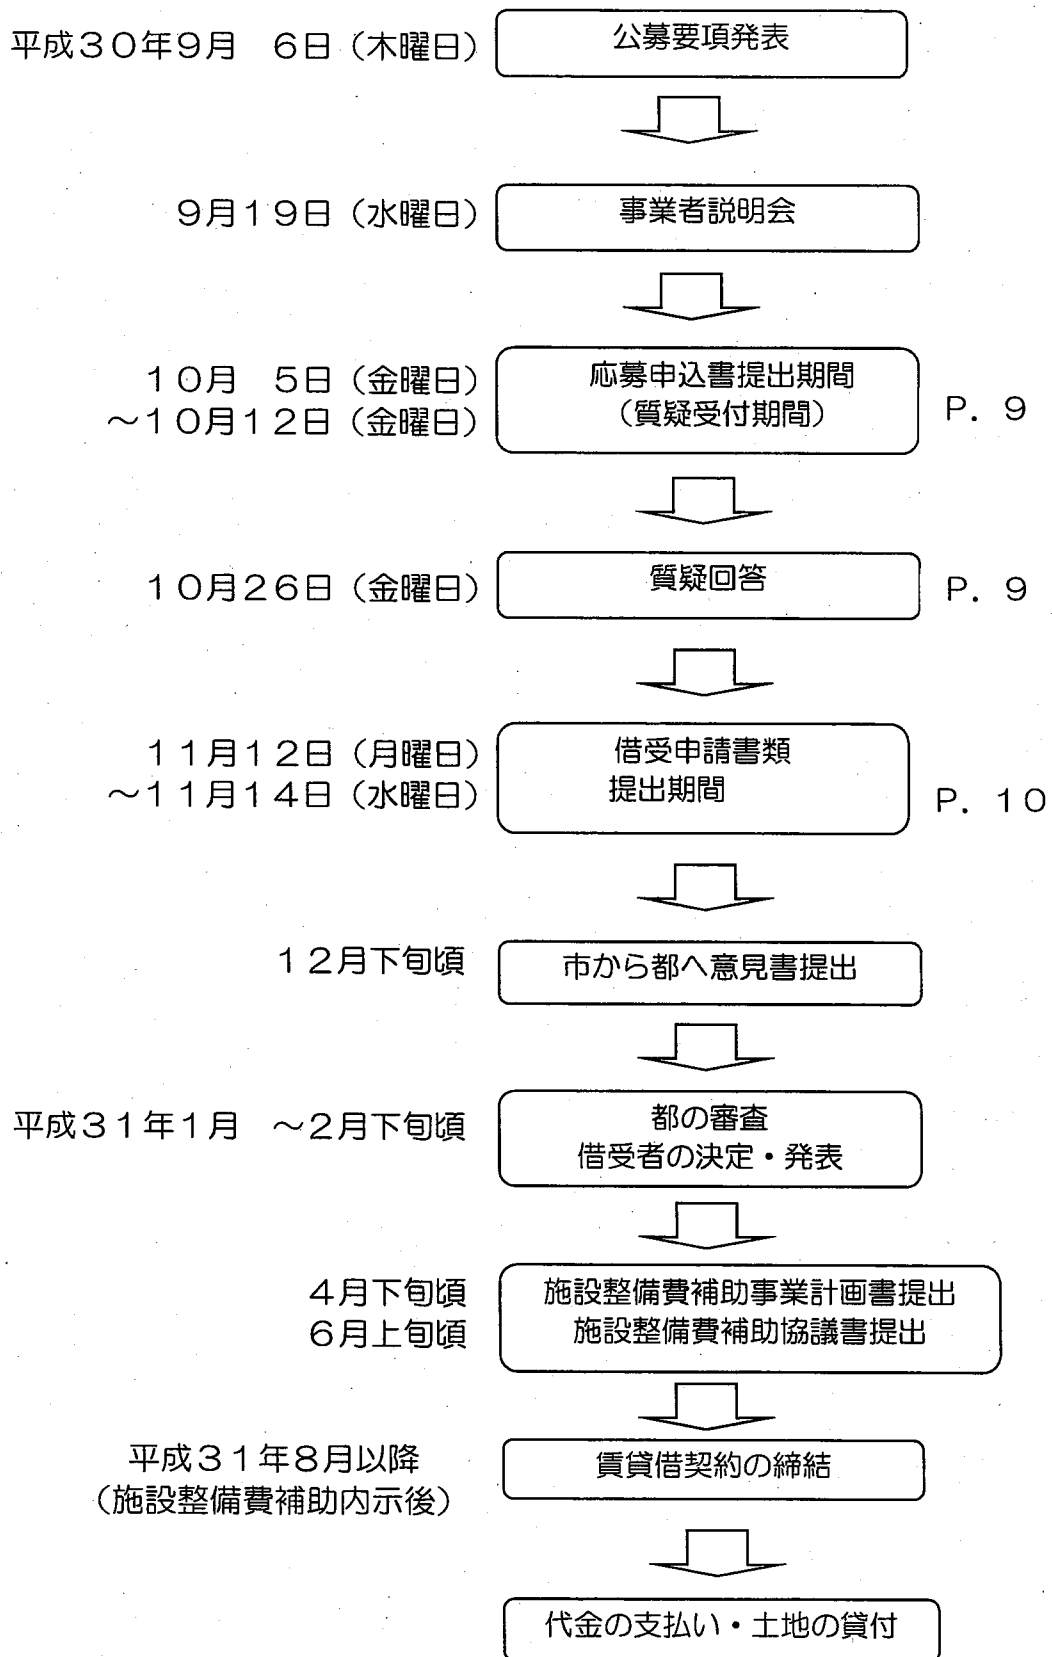 平成30年9月　6日（木曜日）
公募要項発表
9月19日（水曜日）
事業者説明会
10月　5日（金曜日）
～10月12日（金曜日）
応募申込書提出期間
（質疑受付期間）
P. 9
10月26日（金曜日）
質疑回答
P. 9
11月12日（月曜日）
～11月14日（水曜日）
借受申請書類
提出期間
P. 10
12月下旬頃
市から都へ意見書提出
平成31年1月　～2月下旬頃
都の審査
借受者の決定・発表
4月下旬頃
6月上旬頃
施設整備費補助事業計画書提出
施設整備費補助協議書提出
平成31年8月以降
（施設整備費補助内示後）
賃貸借契約の締結
代金の支払い・土地の貸付